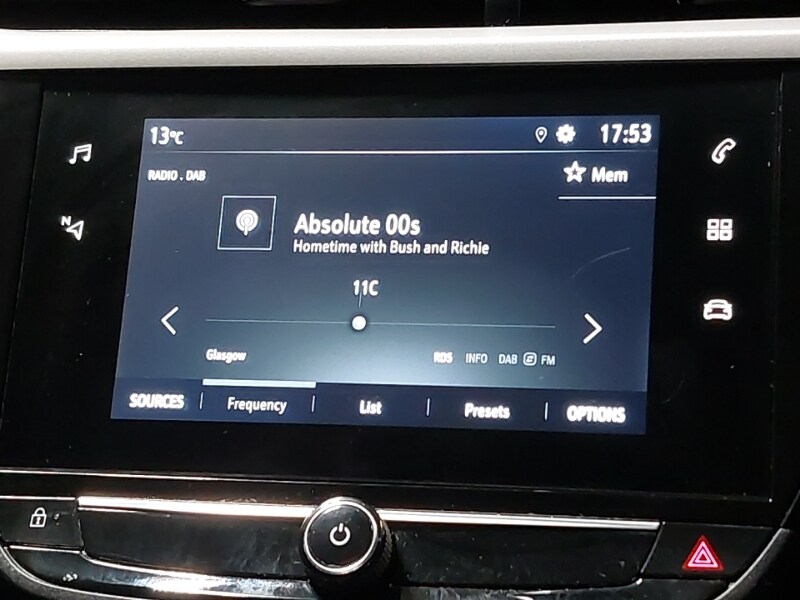 13°C 17:53
RADIO . DAB Mem
Absolute 00s
Hometime with Bush and Richie
11C
N
Glasgow RDS INFO DAB FM
SOURCES Frequency List Presets OPTIONS